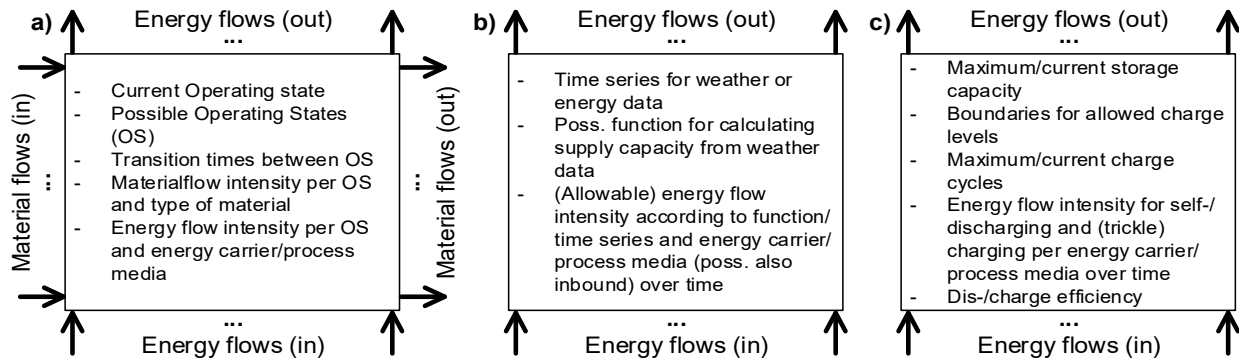 a)
Energy flows (out)
...
Material flows (in)
...
- Current Operating state
- Possible Operating States
(OS)
- Transition times between OS
- Materialflow intensity per OS
and type of material
- Energy flow intensity per OS
and energy carrier/process
media
Material flows (out)
...
...
Energy flows (in)
b)
Energy flows (out)
...
- Time series for weather or
energy data
- Poss. function for calculating
supply capacity from weather
data
- (Allowable) energy flow
intensity according to function/
time series and energy carrier/
process media (poss. also
inbound) over time
...
Energy flows (in)
c)
Energy flows (out)
...
- Maximum/current storage
capacity
- Boundaries for allowed charge
levels
- Maximum/current charge
cycles
- Energy flow intensity for self-/
discharging and (trickle)
charging per energy carrier/
process media over time
- Dis-/charge efficiency
...
Energy flows (in)